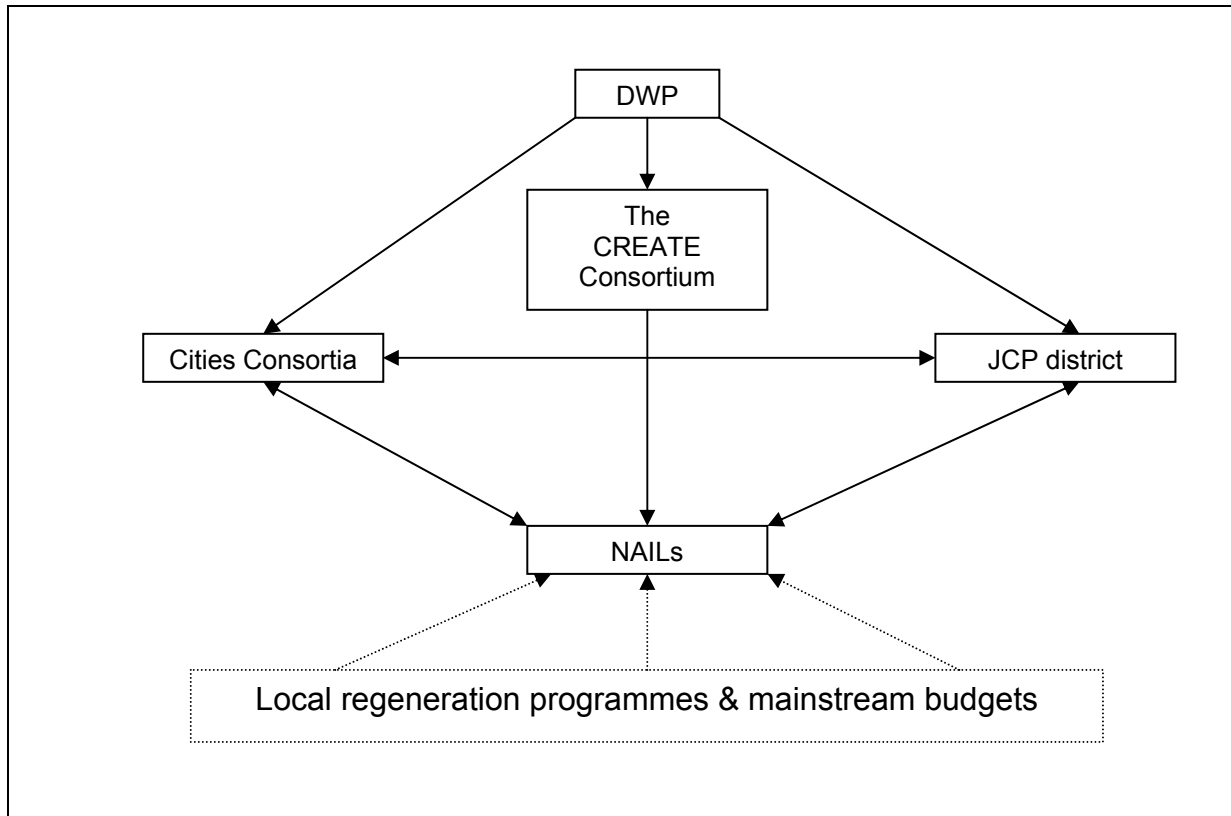 DWP
The
CREATE
Consortium
Cities Consortia
JCP district
NAILs
Local regeneration programmes & mainstream budgets